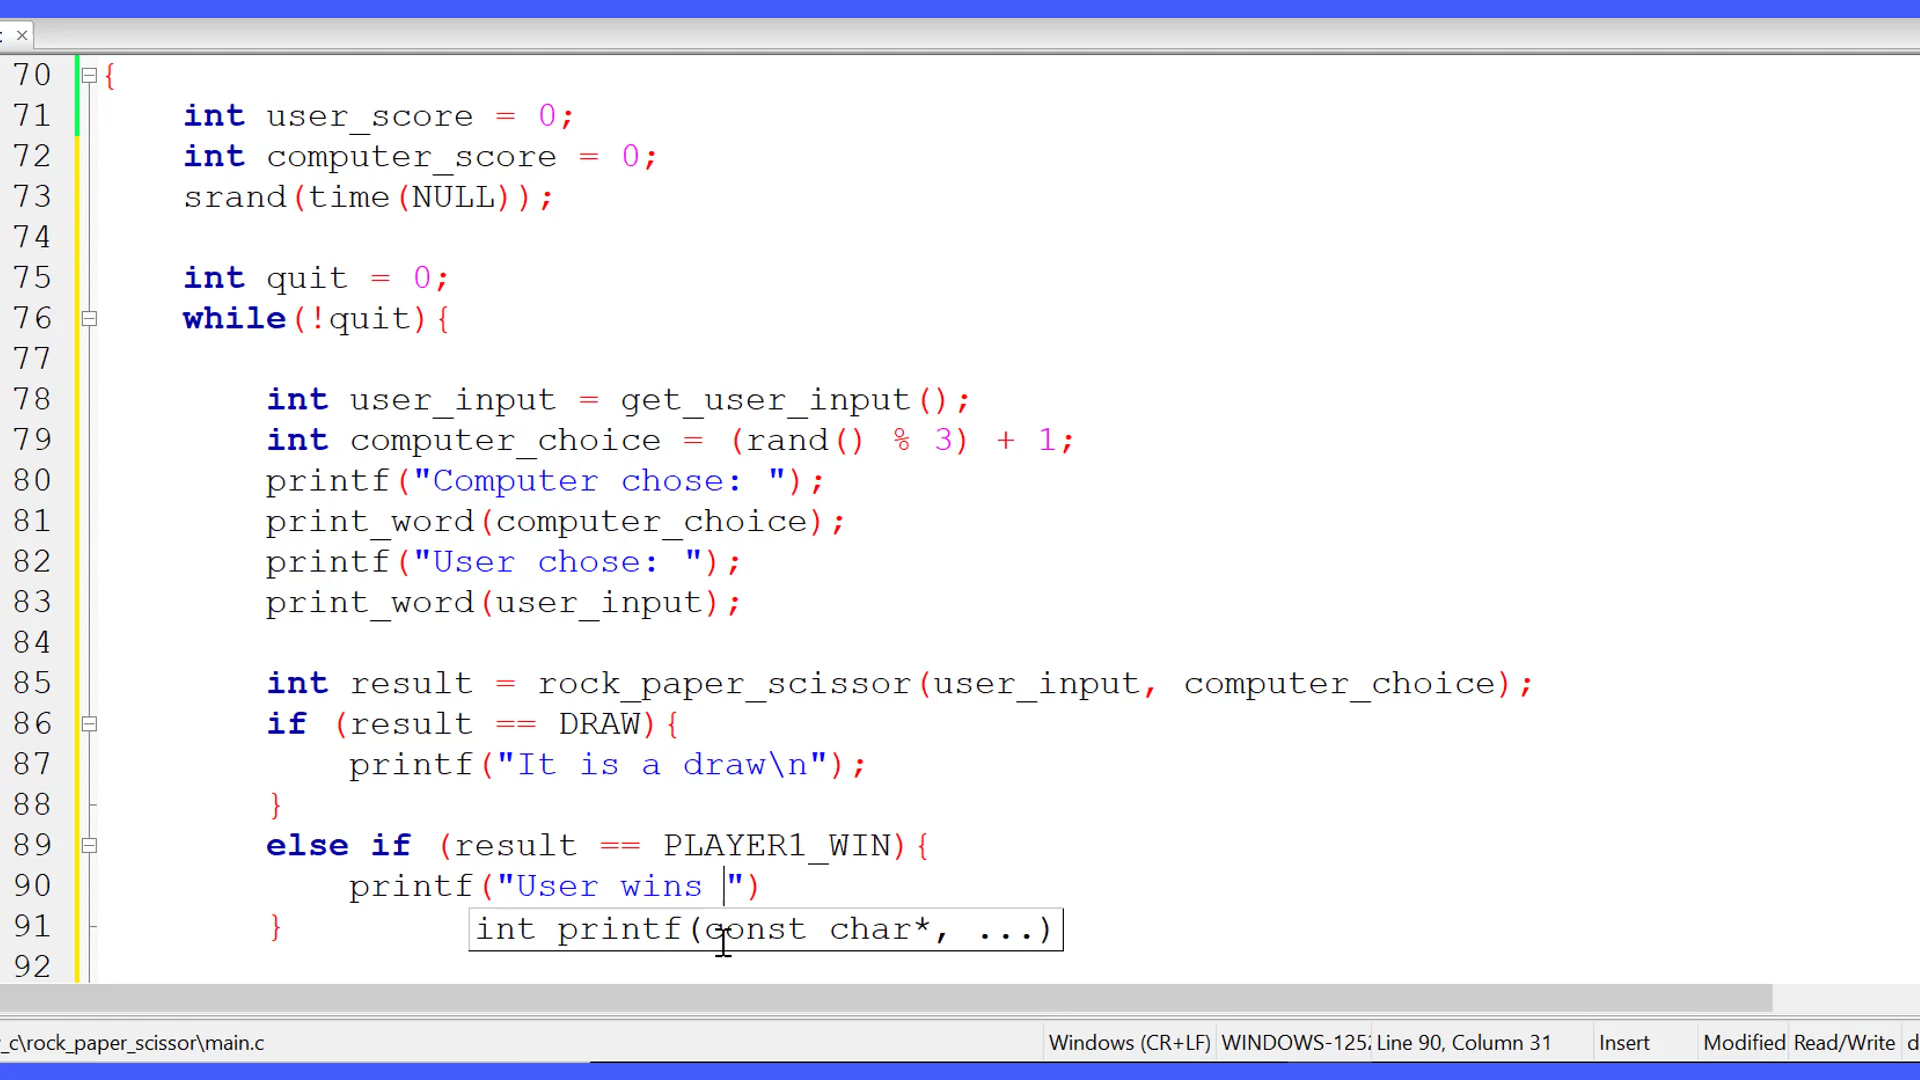 c ×
70 {
71 int user_score = 0;
72 int computer_score = 0;
73 srand(time(NULL));
74
75 int quit = 0;
76 while(!quit){
77
78 int user_input = get_user_input();
79 int computer_choice = (rand() % 3) + 1;
80 printf("Computer chose: ");
81 print_word(computer_choice);
82 printf("User chose: ");
83 print_word(user_input);
84
85 int result = rock_paper_scissor(user_input, computer_choice);
86 if (result == DRAW){
87 printf("It is a draw\n");
88 }
89 else if (result == PLAYER1_WIN){
90 printf("User wins ")
91 } int printf(const char*, ...)
92
_c\rock_paper_scissor\main.c Windows (CR+LF) WINDOWS-1252 Line 90, Column 31 Insert Modified Read/Write d